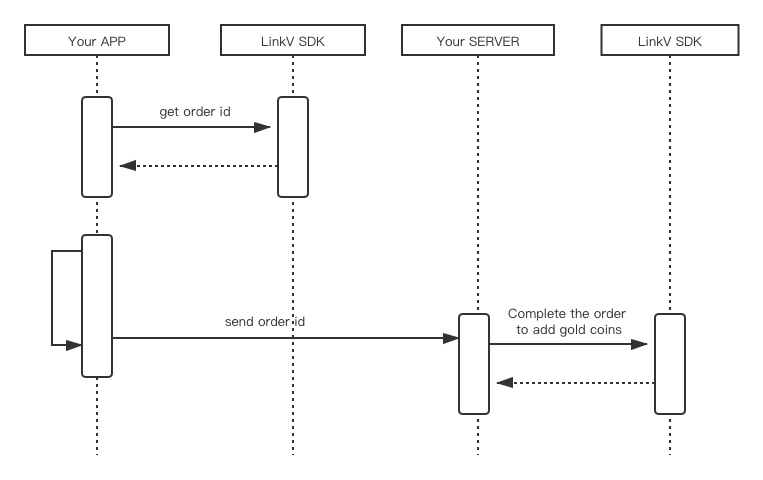 Your APP
LinkV SDK
Your SERVER
LinkV SDK
get order id
send order id
Complete the order
to add gold coins